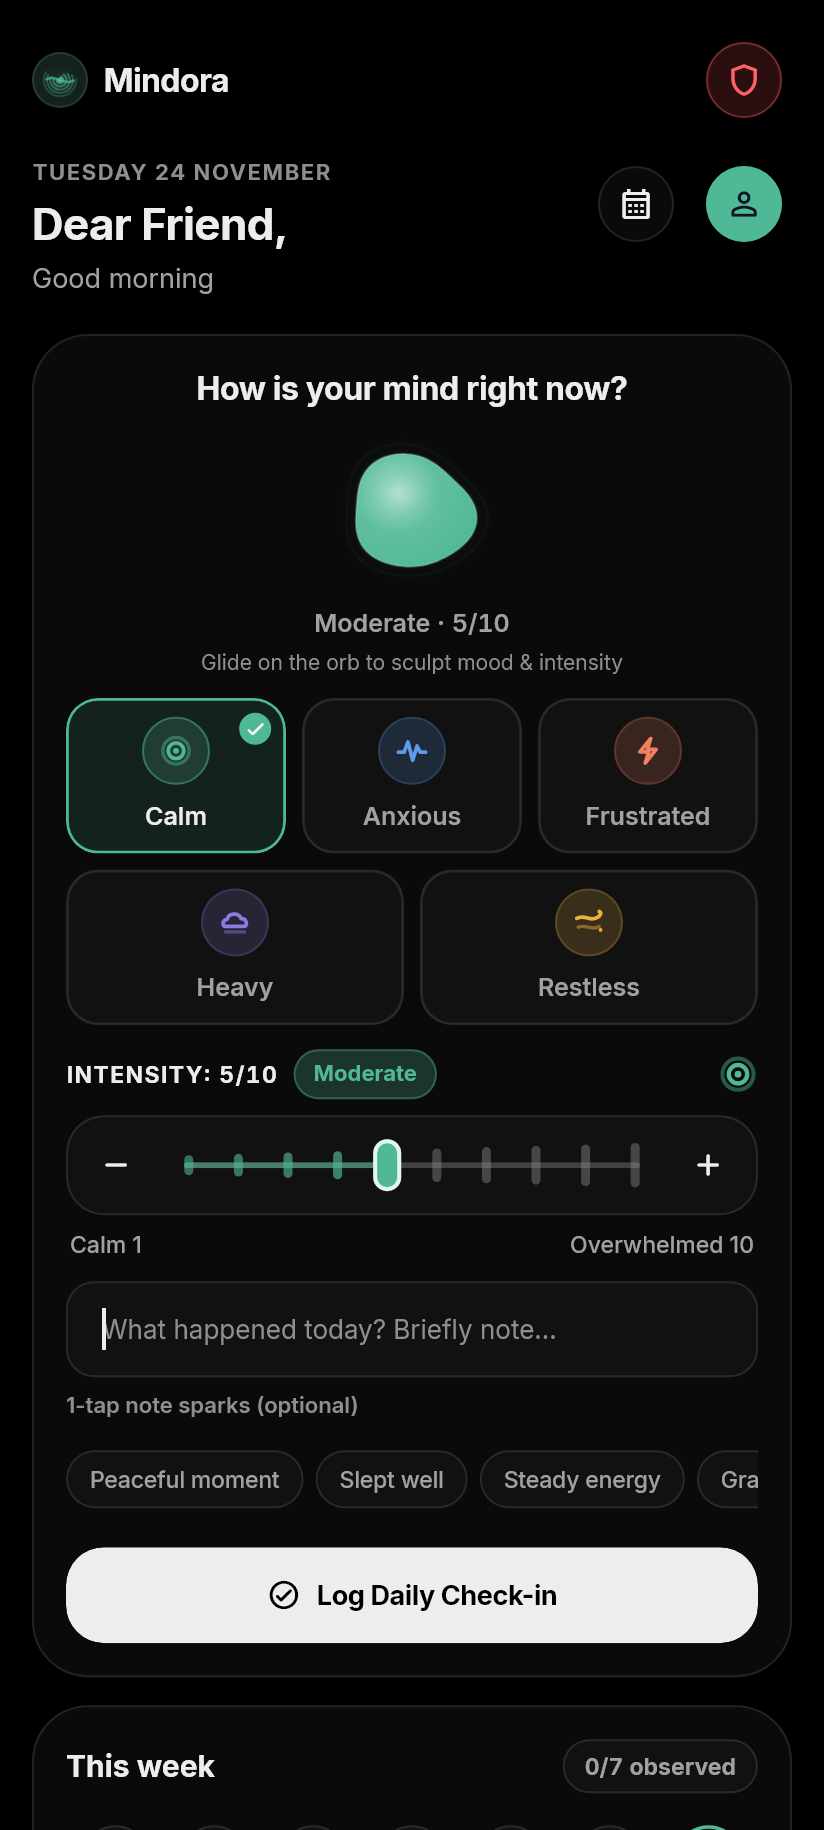 Mindora
TUESDAY 24 NOVEMBER
Dear Friend,
Good morning
How is your mind right now?
Moderate · 5/10
Glide on the orb to sculpt mood & intensity
Calm
Anxious
Frustrated
Heavy
Restless
INTENSITY: 5/10
Moderate
Calm 1
Overwhelmed 10
What happened today? Briefly note...
1-tap note sparks (optional)
Peaceful moment
Slept well
Steady energy
Gra
Log Daily Check-in
This week
0/7 observed